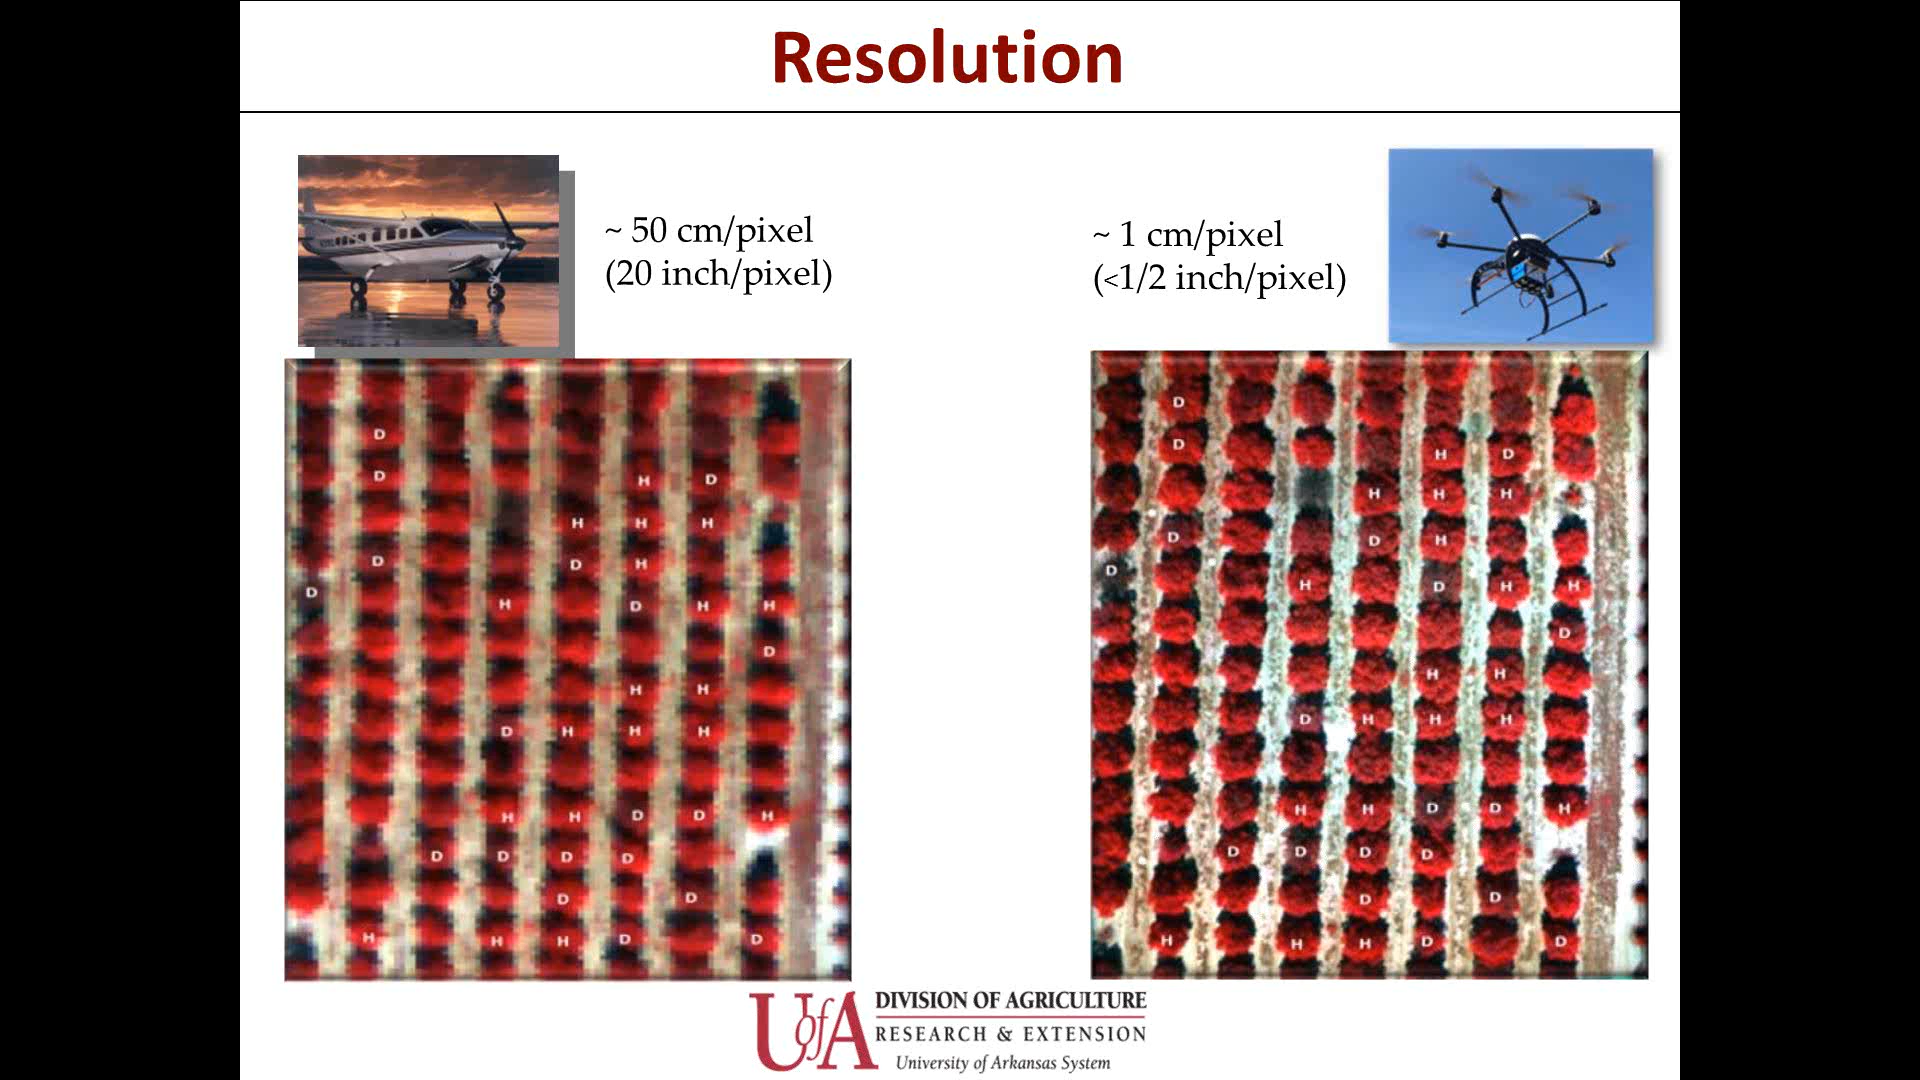 Resolution
~ 50 cm/pixel
(20 inch/pixel)
~ 1 cm/pixel
(<1/2 inch/pixel)
D
D
H D
H H H
D
D H
D
H D H H
D
H H
D H H H
H H D D H
D D D D
D D
H H H D D
D
D
H D
H H H
D
D H
D
H D H H
D
H H
D H H H
H H D D H
D D D D
D D
H H H D D
UofA
DIVISION OF AGRICULTURE
RESEARCH & EXTENSION
University of Arkansas System